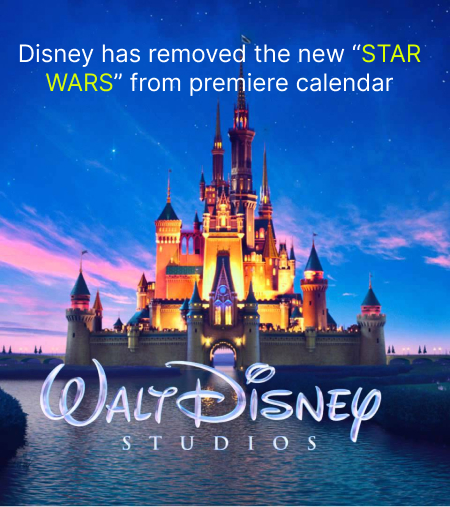 Disney has removed the new “STAR
WARS” from premiere calendar
WALT DISNEY
STUDIOS